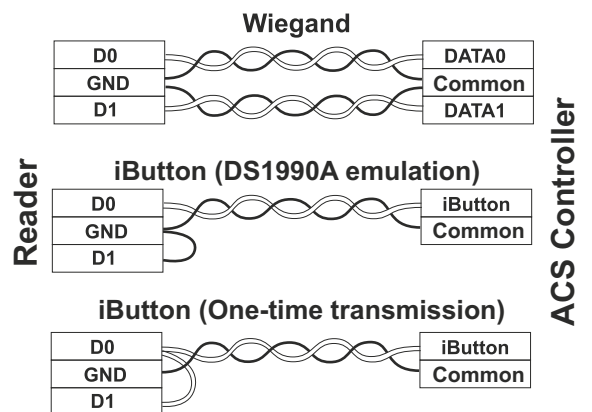 Wiegand
D0
GND
D1
DATA0
Common
DATA1
Reader
ACS Controller
iButton (DS1990A emulation)
D0
GND
D1
iButton
Common
iButton (One-time transmission)
D0
GND
D1
iButton
Common